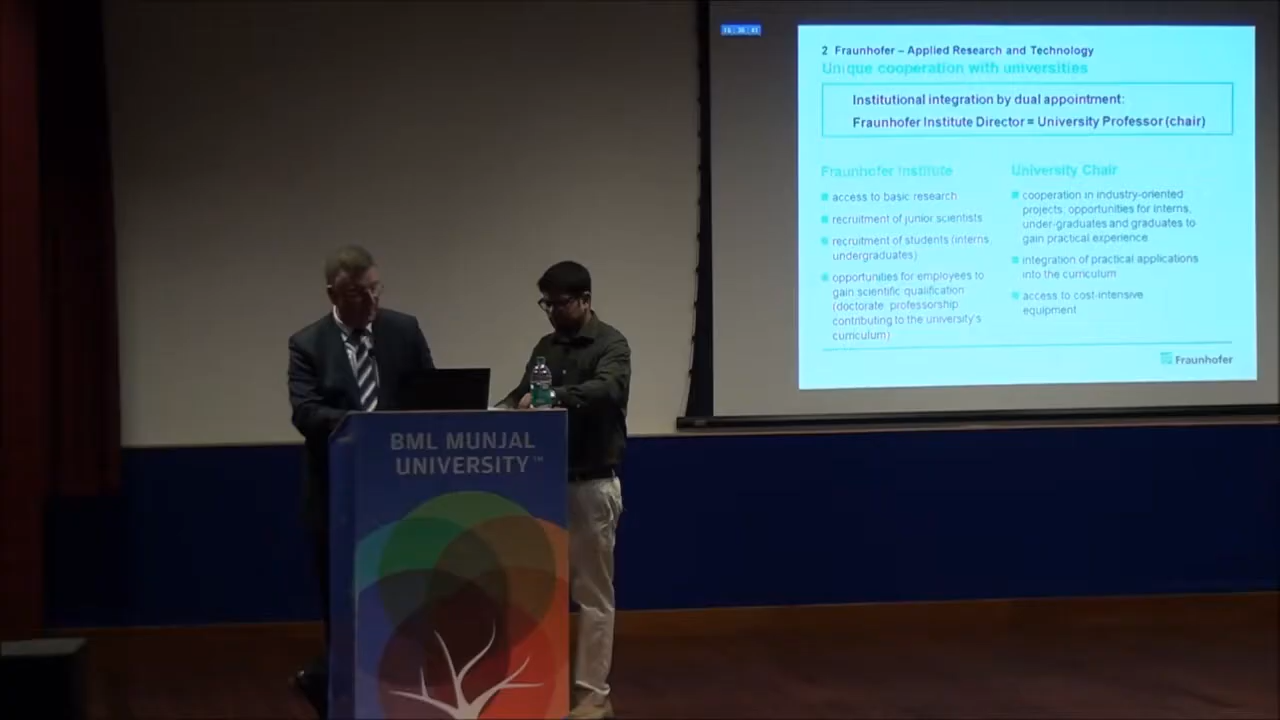 16:36:41
2 Fraunhofer – Applied Research and Technology
Unique cooperation with universities
Institutional integration by dual appointment:
Fraunhofer Institute Director = University Professor (chair)
Fraunhofer Institute
access to basic research
recruitment of junior scientists
recruitment of students (interns,
undergraduates)
opportunities for employees to
gain scientific qualification
(doctorate, professorship,
contributing to the university's
curriculum)
University Chair
cooperation in industry-oriented
projects, opportunities for interns,
under-graduates and graduates to
gain practical experience
integration of practical applications
into the curriculum
access to cost-intensive
equipment
Fraunhofer
BML MUNJAL
UNIVERSITY™